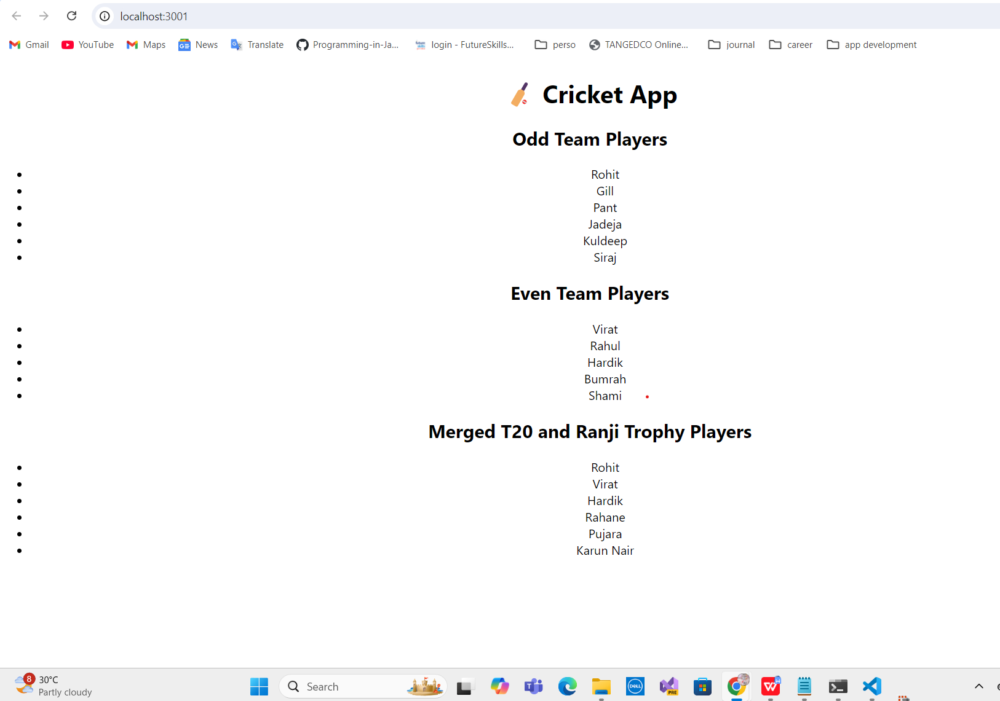 localhost:3001
Gmail YouTube Maps News Translate Programming-in-Ja... login - FutureSkills... perso TANGEDCO Online... journal career app development
Cricket App
Odd Team Players
Rohit
Gill
Pant
Jadeja
Kuldeep
Siraj
Even Team Players
Virat
Rahul
Hardik
Bumrah
Shami
Merged T20 and Ranji Trophy Players
Rohit
Virat
Hardik
Rahane
Pujara
Karun Nair
8 30°C
Partly cloudy
Search
DELL
PRE
W